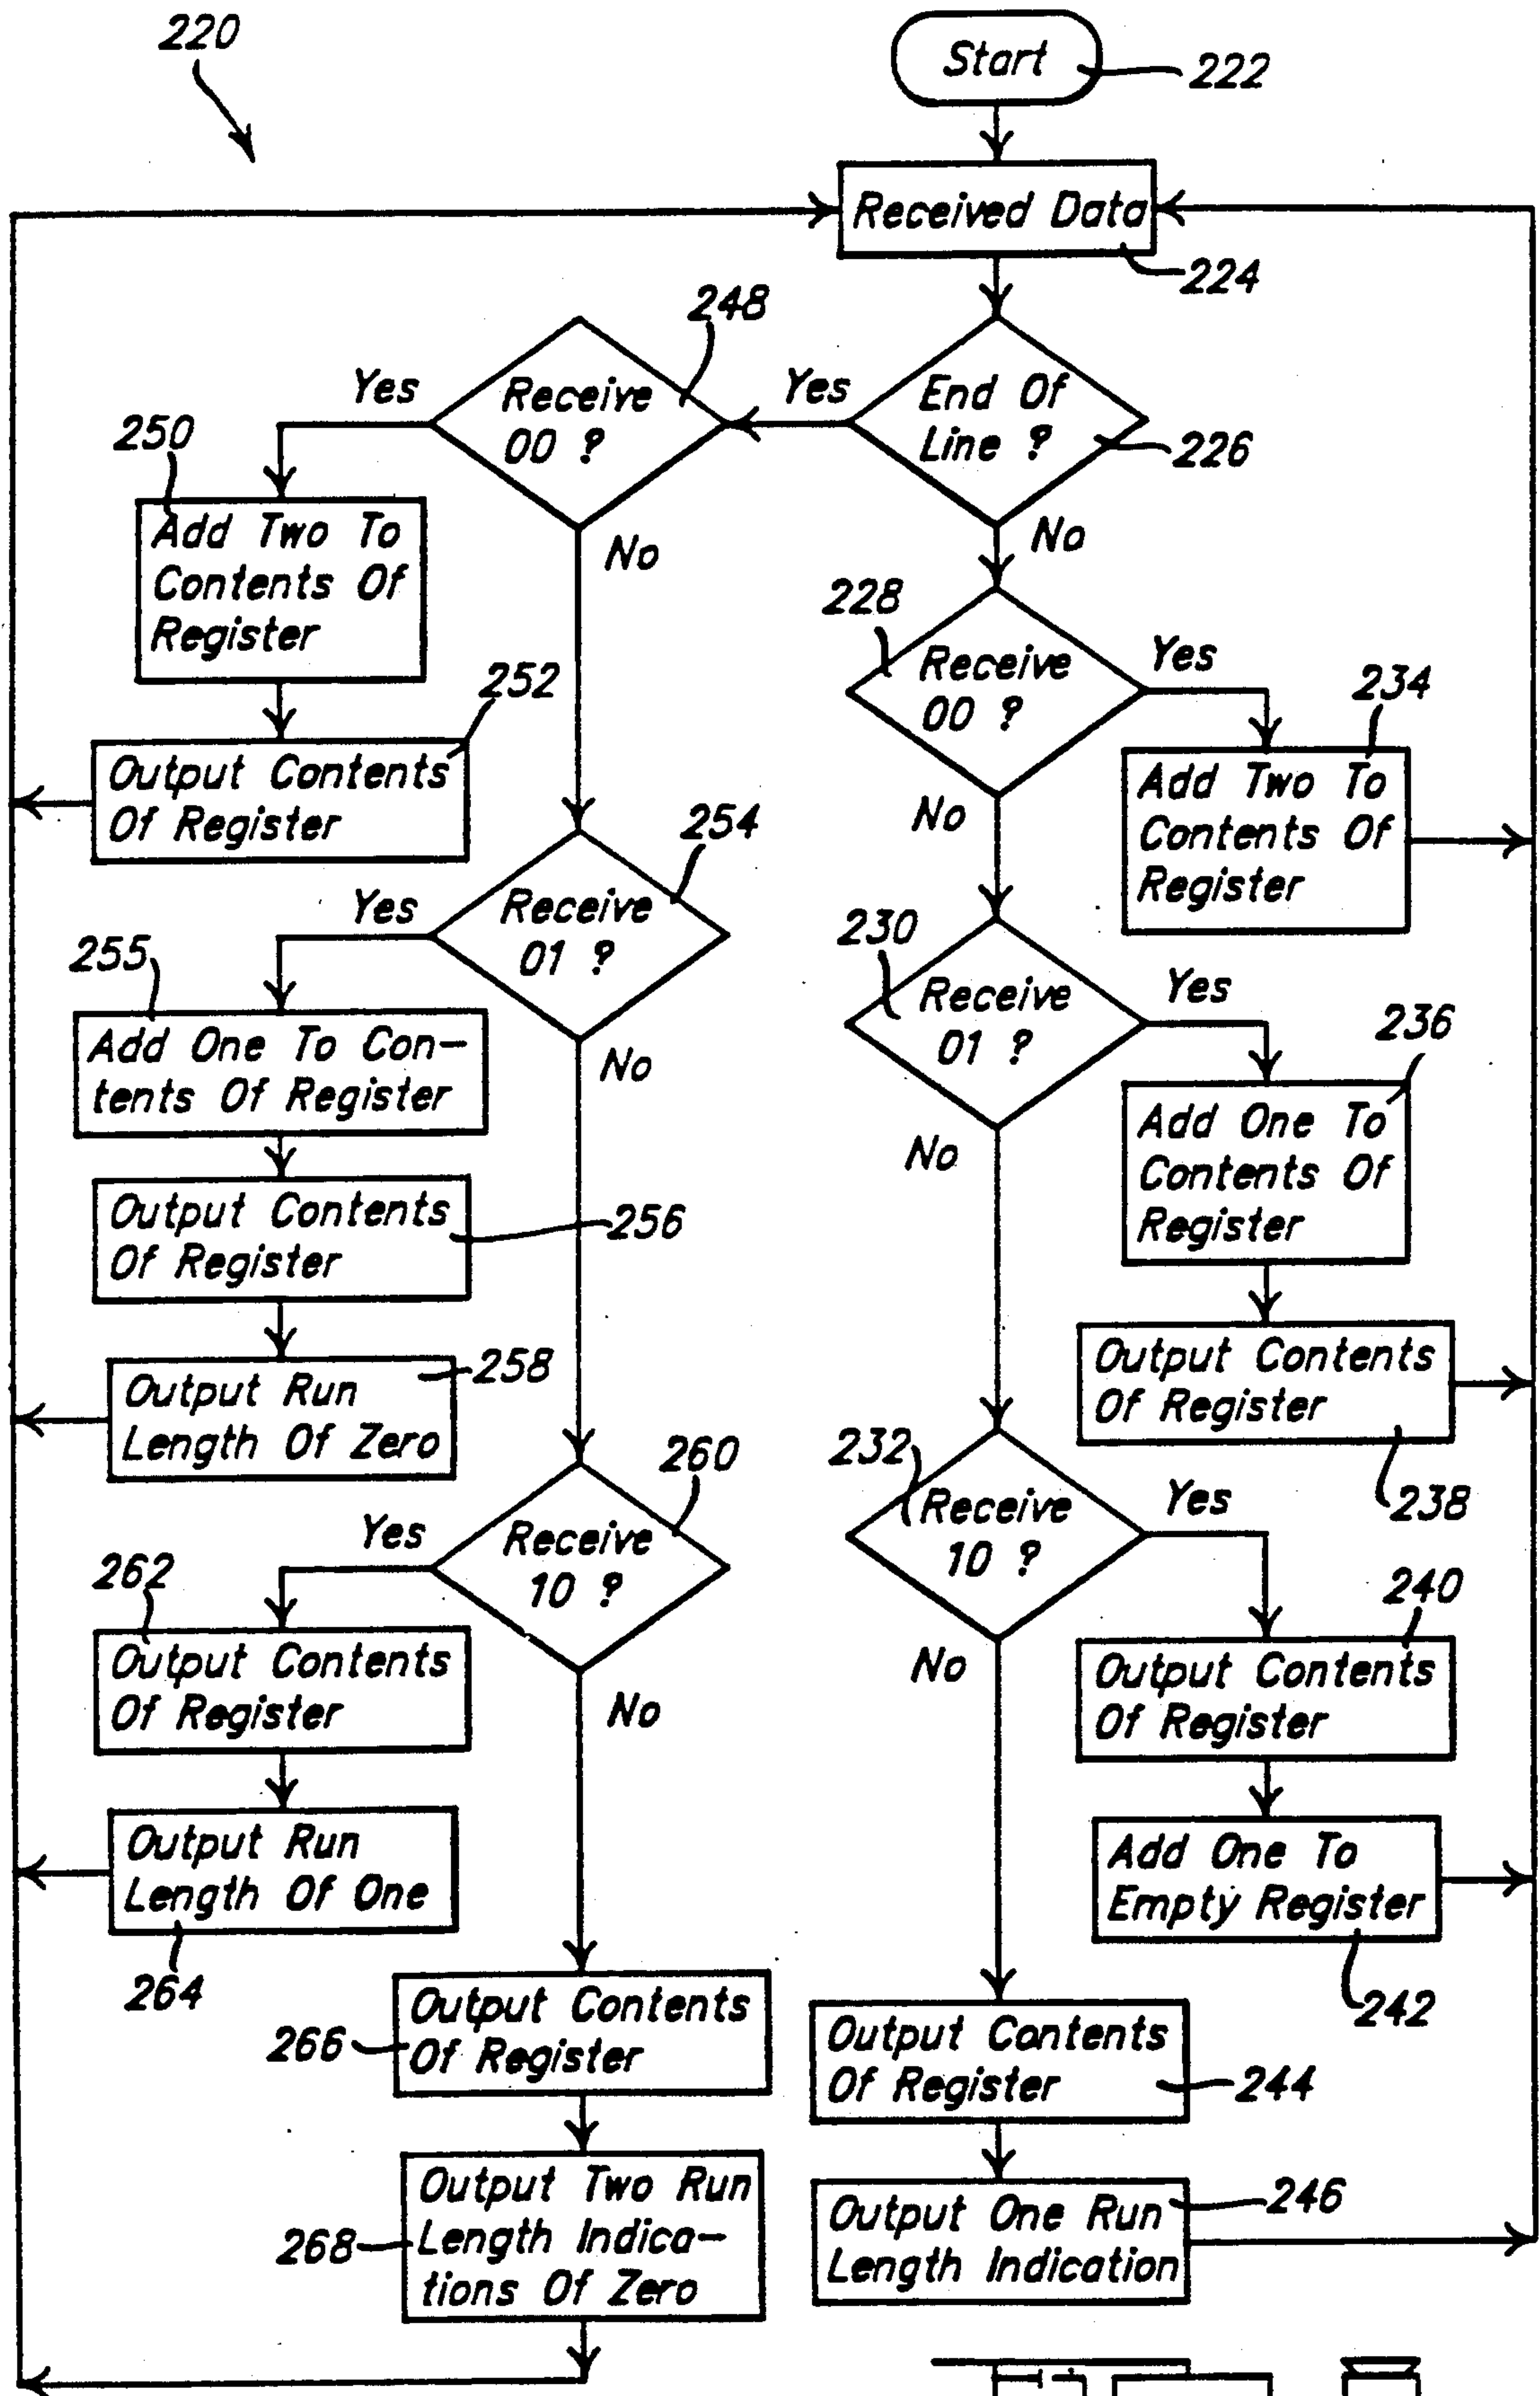 220
Start
222
Received Data
224
248
Receive
00 ?
Yes
Yes
End Of
Line ?
226
No
No
250
Add Two To
Contents Of
Register
252
Output Contents
Of Register
228
Receive
00 ?
Yes
No
234
Add Two To
Contents Of
Register
254
Receive
01 ?
Yes
No
255
Add One To Con-
tents Of Register
Output Contents
Of Register
256
Output Run
Length Of Zero
258
230
Receive
01 ?
Yes
No
236
Add One To
Contents Of
Register
Output Contents
Of Register
238
260
Receive
10 ?
Yes
No
262
Output Contents
Of Register
Output Run
Length Of One
264
232
Receive
10 ?
Yes
No
240
Output Contents
Of Register
Add One To
Empty Register
242
266
Output Contents
Of Register
268
Output Two Run
Length Indica-
tions Of Zero
Output Contents
Of Register
244
Output One Run
Length Indication
246